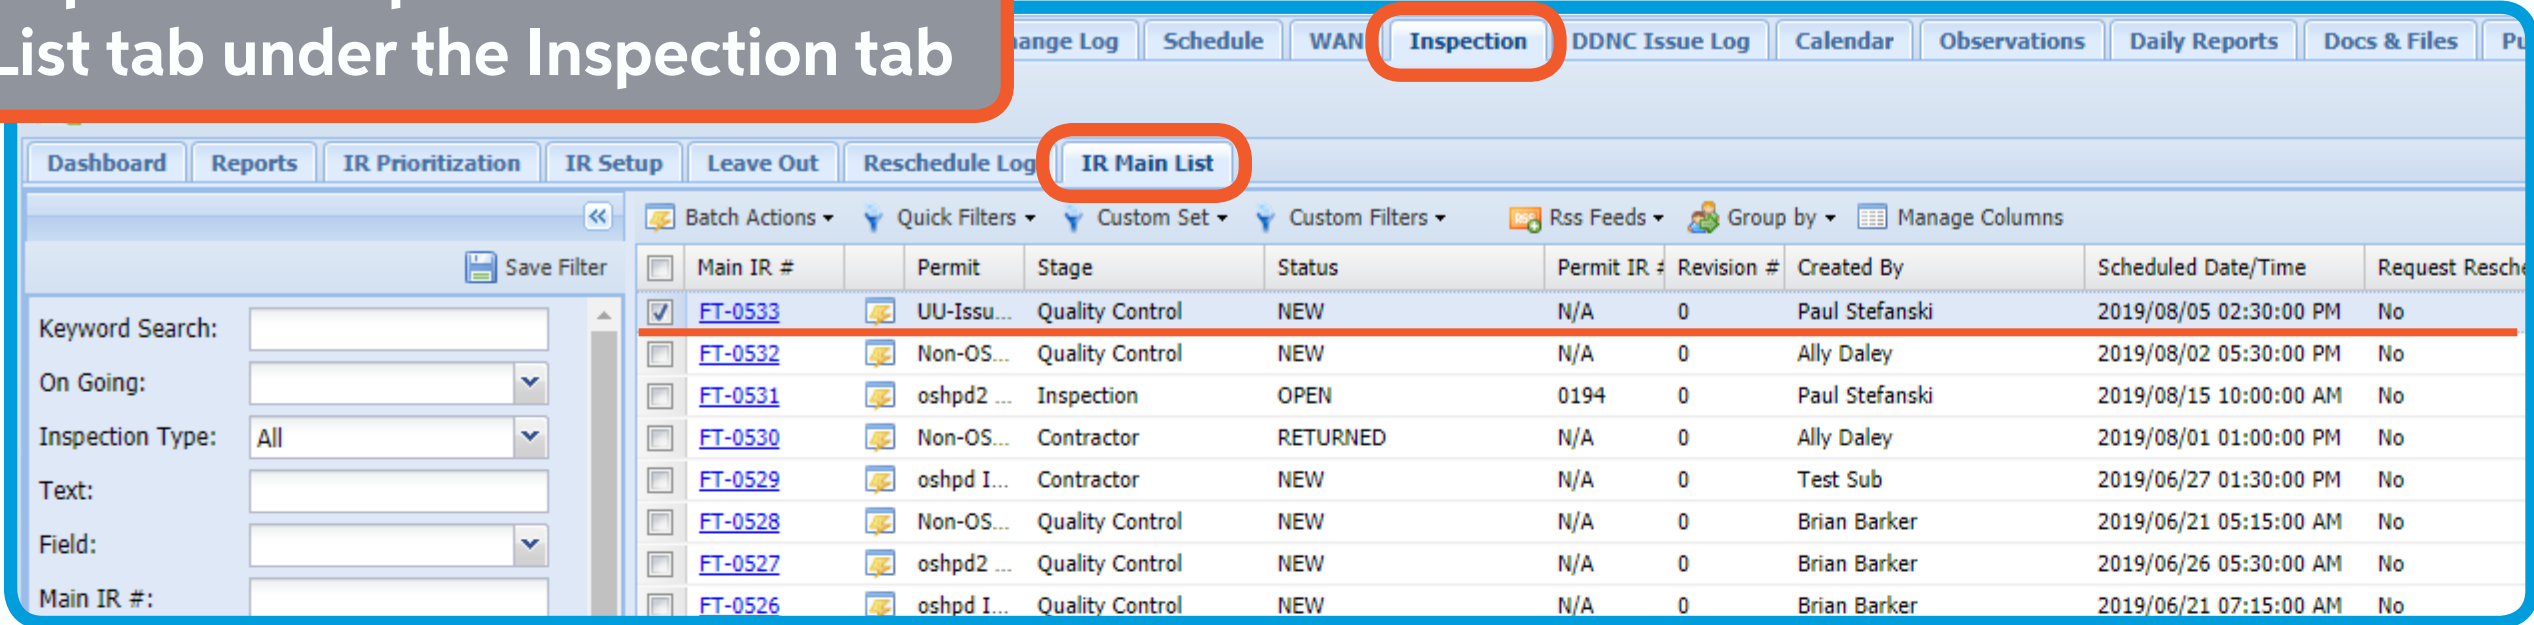 List tab under the Inspection tab
ange Log Schedule WAN Inspection DDNC Issue Log Calendar Observations Daily Reports Docs & Files Pu
Dashboard Reports IR Prioritization IR Setup Leave Out Reschedule Log IR Main List
Batch Actions Quick Filters Custom Set Custom Filters Rss Feeds Group by Manage Columns
Save Filter
Main IR # Permit Stage Status Permit IR # Revision # Created By Scheduled Date/Time Request Resche
Keyword Search:
On Going:
Inspection Type: All
Text:
Field:
Main IR #:
FT-0533 UU-Issu... Quality Control NEW N/A 0 Paul Stefanski 2019/08/05 02:30:00 PM No
FT-0532 Non-OS... Quality Control NEW N/A 0 Ally Daley 2019/08/02 05:30:00 PM No
FT-0531 oshpd2 ... Inspection OPEN 0194 0 Paul Stefanski 2019/08/15 10:00:00 AM No
FT-0530 Non-OS... Contractor RETURNED N/A 0 Ally Daley 2019/08/01 01:00:00 PM No
FT-0529 oshpd I... Contractor NEW N/A 0 Test Sub 2019/06/27 01:30:00 PM No
FT-0528 Non-OS... Quality Control NEW N/A 0 Brian Barker 2019/06/21 05:15:00 AM No
FT-0527 oshpd2 ... Quality Control NEW N/A 0 Brian Barker 2019/06/26 05:30:00 AM No
FT-0526 oshpd I... Quality Control NEW N/A 0 Brian Barker 2019/06/21 07:15:00 AM No